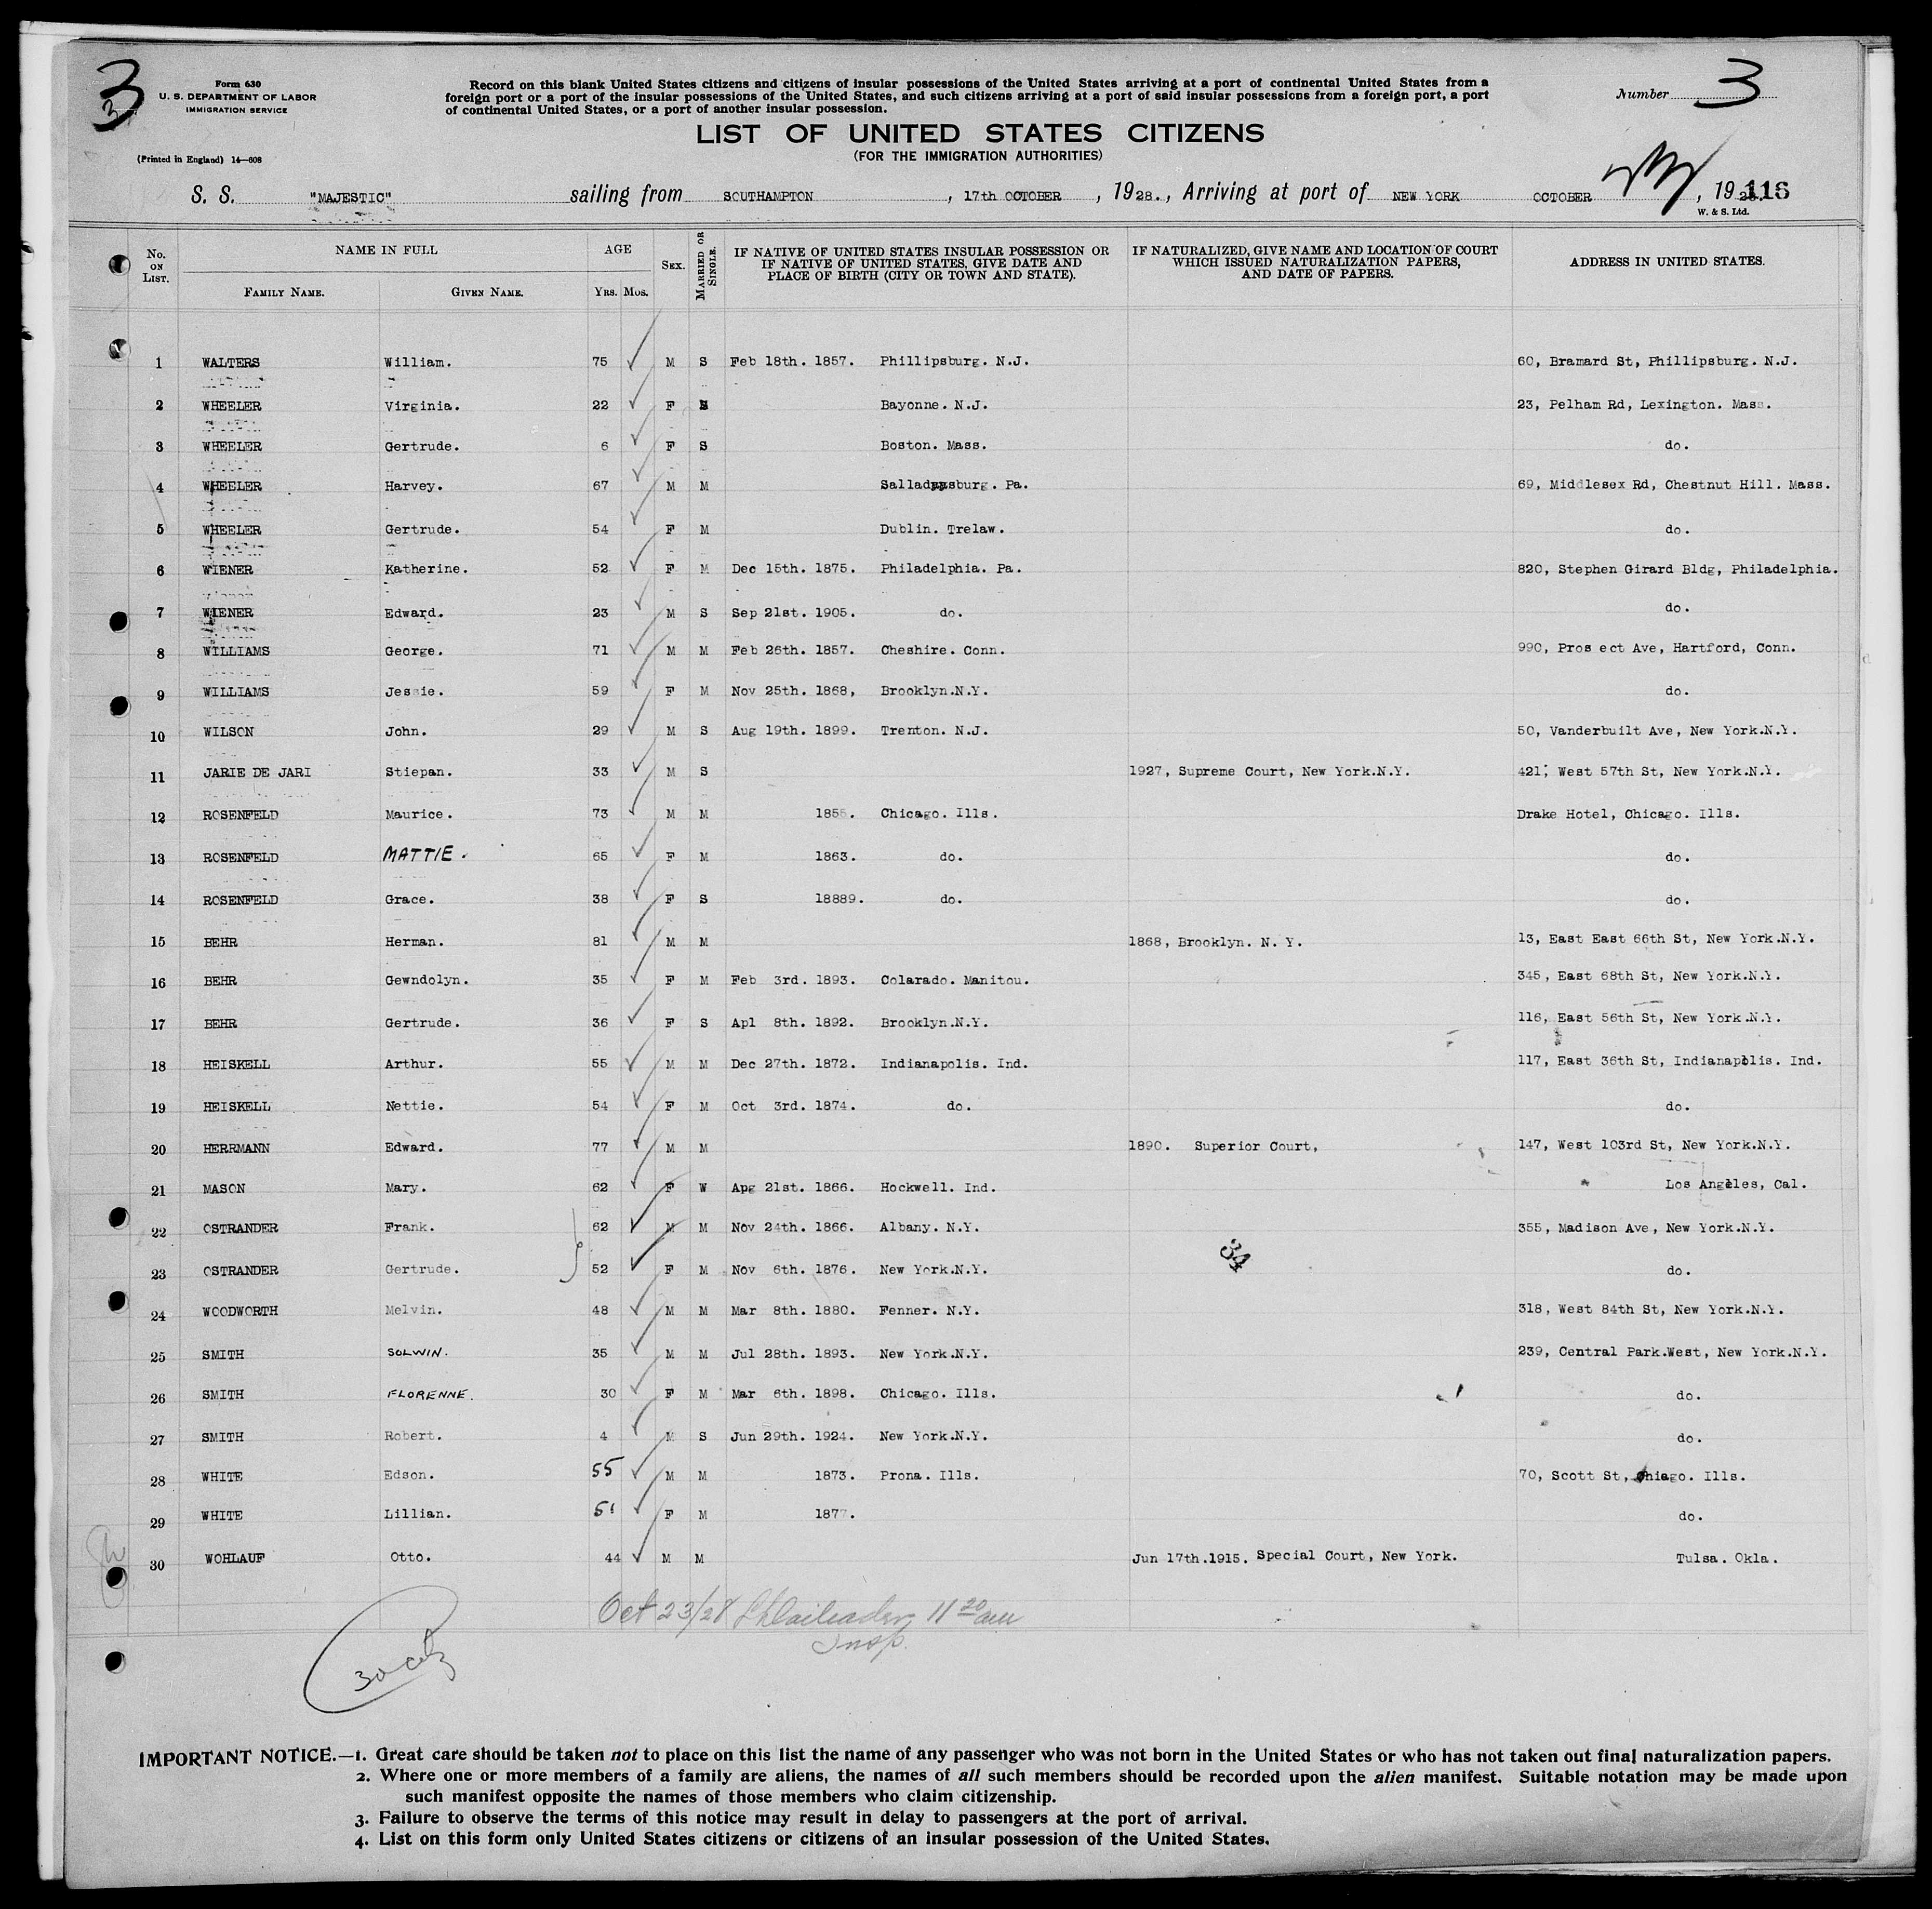 3
3
Form 630
U. S. DEPARTMENT OF LABOR
IMMIGRATION SERVICE
(Printed in England) 14—608
Record on this blank United States citizens and citizens of insular possessions of the United States arriving at a port of continental United States from a
foreign port or a port of the insular possessions of the United States, and such citizens arriving at a port of said insular possessions from a foreign port, a port
of continental United States, or a port of another insular possession.
Number 3
LIST OF UNITED STATES CITIZENS
(FOR THE IMMIGRATION AUTHORITIES)
S. S. "MAJESTIC" sailing from SOUTHAMPTON , 17th OCTOBER , 1928. , Arriving at port of NEW YORK OCTOBER , 19 116
W. & S. Ltd.
No. ON LIST. NAME IN FULL FAMILY NAME. GIVEN NAME. AGE YRS. MOS. SEX. MARRIED OR SINGLE. IF NATIVE OF UNITED STATES INSULAR POSSESSION OR IF NATIVE OF UNITED STATES, GIVE DATE AND PLACE OF BIRTH (CITY OR TOWN AND STATE). IF NATURALIZED, GIVE NAME AND LOCATION OF COURT WHICH ISSUED NATURALIZATION PAPERS, AND DATE OF PAPERS. ADDRESS IN UNITED STATES.
1 WALTERS William. 75 M S Feb 18th. 1857. Phillipsburg. N.J. 60, Bramard St, Phillipsburg. N.J.
2 WHEELER Virginia. 22 F Bayonne. N.J. 23, Pelham Rd, Lexington. Mass.
3 WHEELER Gertrude. 6 F S Boston. Mass. do.
4 WHEELER Harvey. 67 M M 69, Middlesex Rd, Chestnut Hill. Mass.
5 WHEELER Gertrude. 54 F M Dublin. Trelaw. do.
6 WIENER Katherine. 52 F M Dec 15th. 1875. Philadelphia. Pa. 820, Stephen Girard Bldg, Philadelphia.
7 WIENER Edward. 23 M S Sep 21st. 1905. do. do.
8 WILLIAMS George. 71 M M Feb 26th. 1857. Cheshire. Conn. 990, Pros ect Ave, Hartford, Conn.
9 WILLIAMS Jessie. 59 F M Nov 25th. 1868, Brooklyn.N.Y. do.
10 WILSON John. 29 M S Aug 19th. 1899. Trenton. N.J. 50, Vanderbuilt Ave, New York.N.Y.
11 JARIE DE JARI Stiepan. 33 M S 1927, Supreme Court, New York.N.Y. 421; West 57th St, New York.N.Y.
12 ROSENFELD Maurice. 73 M M 1855. Chicago. Ills. Drake Hotel, Chicago. Ills.
13 ROSENFELD MATTIE. 65 F M 1863. do. do.
14 ROSENFELD Grace. 38 F S 18889. do. do.
15 BEHR Herman. 81 M M 1868, Brooklyn. N. Y. 13, East East 66th St, New York.N.Y.
16 BEHR Gewndolyn. 35 F M Feb 3rd. 1893. Colarado. Manitou. 345, East 68th St, New York.N.Y.
17 BEHR Gertrude. 36 F S Apl 8th. 1892. Brooklyn.N.Y. 116, East 56th St, New York.N.Y.
18 HEISKELL Arthur. 55 M M Dec 27th. 1872. Indianapolis. Ind. 117, East 36th St, Indianaplis. Ind.
19 HEISKELL Nettie. 54 F M Oct 3rd. 1874. do. do.
20 HERRMANN Edward. 77 M M 1890. Superior Court, 147, West 103rd St, New York.N.Y.
21 MASON Mary. 62 F W Apg 21st. 1866. Hockwell. Ind. Los Angeles, Cal.
22 OSTRANDER Frank. 62 M M Nov 24th. 1866. Albany. N.Y. 355, Madison Ave, New York.N.Y.
23 OSTRANDER Gertrude. 52 F M Nov 6th. 1876. New York.N.Y. 34 do.
24 WOODWORTH Melvin. 48 M M Mar 8th. 1880. Fenner. N.Y. 318, West 84th St, New York.N.Y.
25 SMITH SOLWIN. 35 M M Jul 28th. 1893. New York.N.Y. 239, Central Park.West, New York.N.Y.
26 SMITH FLORENNE. 30 F M Mar 6th. 1898. Chicago. Ills. do.
27 SMITH Robert. 4 M S Jun 29th. 1924. New York.N.Y. do.
28 WHITE Edson. 55 M M 1873. Prona. Ills. 70, Scott St, Chiago. Ills.
29 WHITE Lillian. 51 F M 1877. do.
30 WOHLAUF Otto. 44 M M Jun 17th.1915. Special Court, New York. Tulsa. Okla.
Oct 23/28 11 20 am
Insp.
IMPORTANT NOTICE.—1. Great care should be taken not to place on this list the name of any passenger who was not born in the United States or who has not taken out final naturalization papers.
2. Where one or more members of a family are aliens, the names of all such members should be recorded upon the alien manifest. Suitable notation may be made upon
such manifest opposite the names of those members who claim citizenship.
3. Failure to observe the terms of this notice may result in delay to passengers at the port of arrival.
4. List on this form only United States citizens or citizens of an insular possession of the United States.